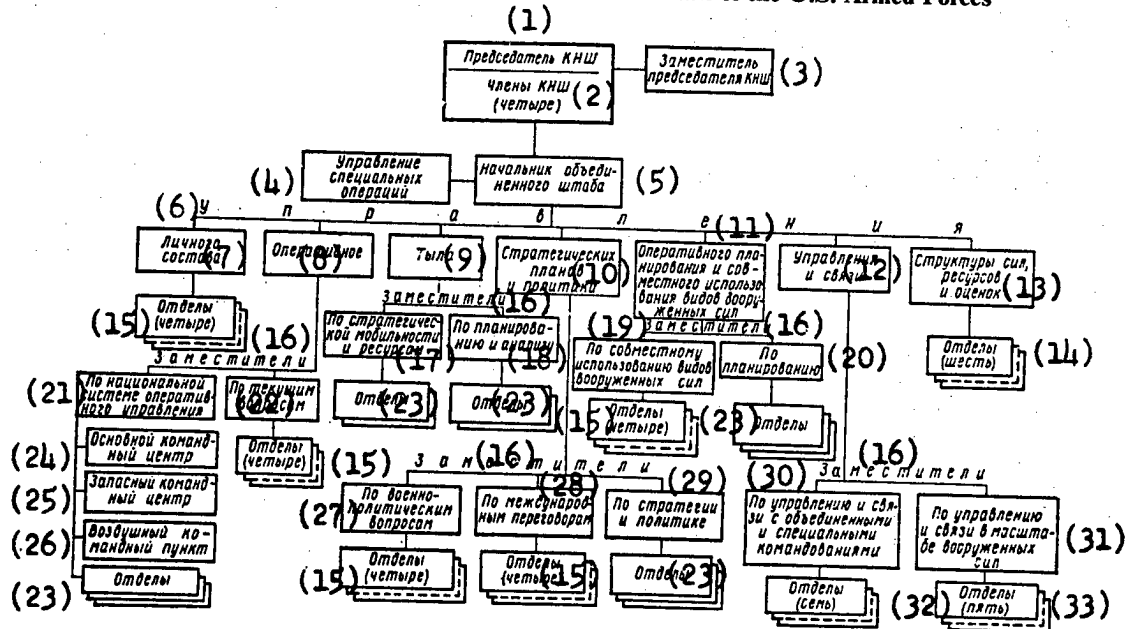 the U.S. Armed Forces
(1)
Председатель КНШ
Члены КНШ (2)
(четыре)
Заместитель
председателя КНШ
(3)
(4)
Управление
специальных
операций
Начальник объеди-
ненного штаба
(5)
(6)
Управления
(11)
Личного
состава (7)
Оперативное
(8)
Тыла (9)
Стратегических
планов (10)
и политики
Оперативного пла-
нирования и сов-
местного использо-
вания видов воору-
женных сил
Управления
и связи (12)
Структуры сил,
ресурсов
и оценок
(13)
(15)
Отделы
(четыре)
(16)
Заместители
Заместители (16)
По стратегичес-
кой мобильности
и ресурсам
(17)
По планирова-
нию и анализу
(18)
(19)
Заместител (16)
По совместному
использованию видов
вооруженных сил
По
планированию
(20)
Отделы
(шесть)
(14)
(21)
По национальной
системе оператив-
ного управления
По текущим
(22)
Отделы
(23)
Отделы
(23)
(15)
Отделы
четыре)
(23)
Отделы
(24)
Основной команд-
ный центр
Отделы
(четыре)
(15)
(25)
Запасной команд-
ный центр
(26)
Воздушный ко-
мандный пункт
(23)
Отделы
(16)
Заместители
(27)
По военно-
политическим
вопросам
(28)
По международ-
ным переговорам
(29)
По стратегии
и политике
(15)
Отделы
(четыре)
Отделы
(четыре
(15)
Отделы
(23)
(16)
(30)
Заместители
По управлению и свя-
зи с объединенными
и специальными
командованиями
По управлению
и связи в масшта-
бе вооруженных
сил
(31)
Отделы
(семь)
(32)
Отделы
(пять)
(33)